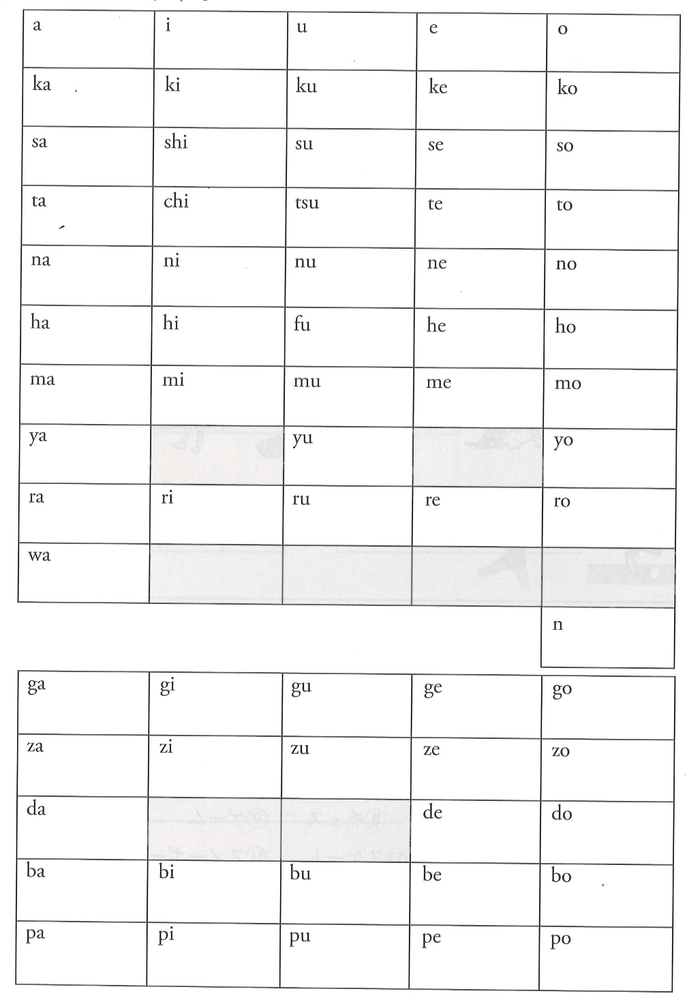 a i u e o
ka ki ku ke ko
sa shi su se so
ta chi tsu te to
na ni nu ne no
ha hi fu he ho
ma mi mu me mo
ya yu yo
ra ri ru re ro
wa
n
ga gi gu ge go
za zi zu ze zo
da de do
ba bi bu be bo
pa pi pu pe po